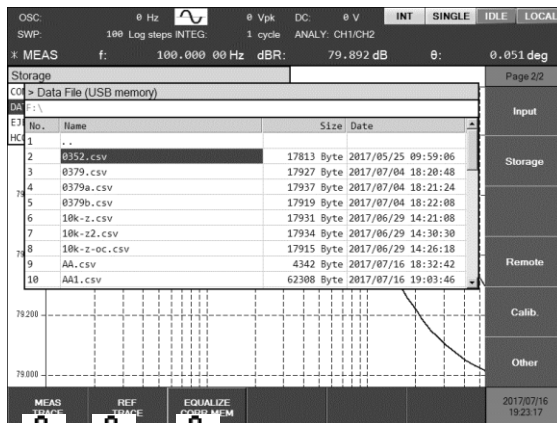 OSC: 0 Hz 0 Vpk DC: 0 V INT SINGLE IDLE LOCAL
SWP: 100 Log steps INTEG: 1 cycle ANALY: CH1/CH2
* MEAS f: 100.000 00 Hz dBR: 79.892 dB θ: 0.051 deg
Storage Page 2/2
> Data File (USB memory)
F:\
No. Name Size Date
1 ..
2 0352.csv 17813 Byte 2017/05/25 09:59:06
3 0379.csv 17927 Byte 2017/07/04 18:20:48
4 0379a.csv 17937 Byte 2017/07/04 18:21:24
5 0379b.csv 17919 Byte 2017/07/04 18:22:08
6 10k-z.csv 17931 Byte 2017/06/29 14:21:08
7 10k-z2.csv 17934 Byte 2017/06/29 14:30:30
8 10k-z-oc.csv 17915 Byte 2017/06/29 14:26:18
9 AA.csv 4342 Byte 2017/07/16 18:32:42
10 AA1.csv 62308 Byte 2017/07/16 19:03:46
79.200
79.000
Input
Storage
Remote
Calib.
Other
MEAS TRACE
REF TRACE
EQUALIZE CORR MEM
2017/07/16
19:23:17